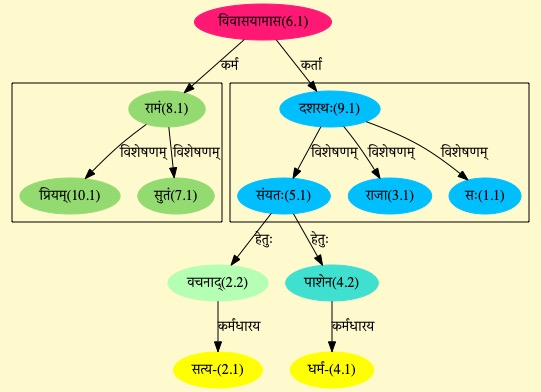 विवासयामास(6.1)
कर्म कर्ता
रामं(8.1) दशरथः(9.1)
विशेषणम् विशेषणम् विशेषणम् विशेषणम् विशेषणम्
प्रियम्(10.1) सुतं(7.1) संयतः(5.1) राजा(3.1) सः(1.1)
हेतुः हेतुः
वचनाद्(2.2) पाशेन(4.2)
कर्मधारय कर्मधारय
सत्य-(2.1) धर्म-(4.1)